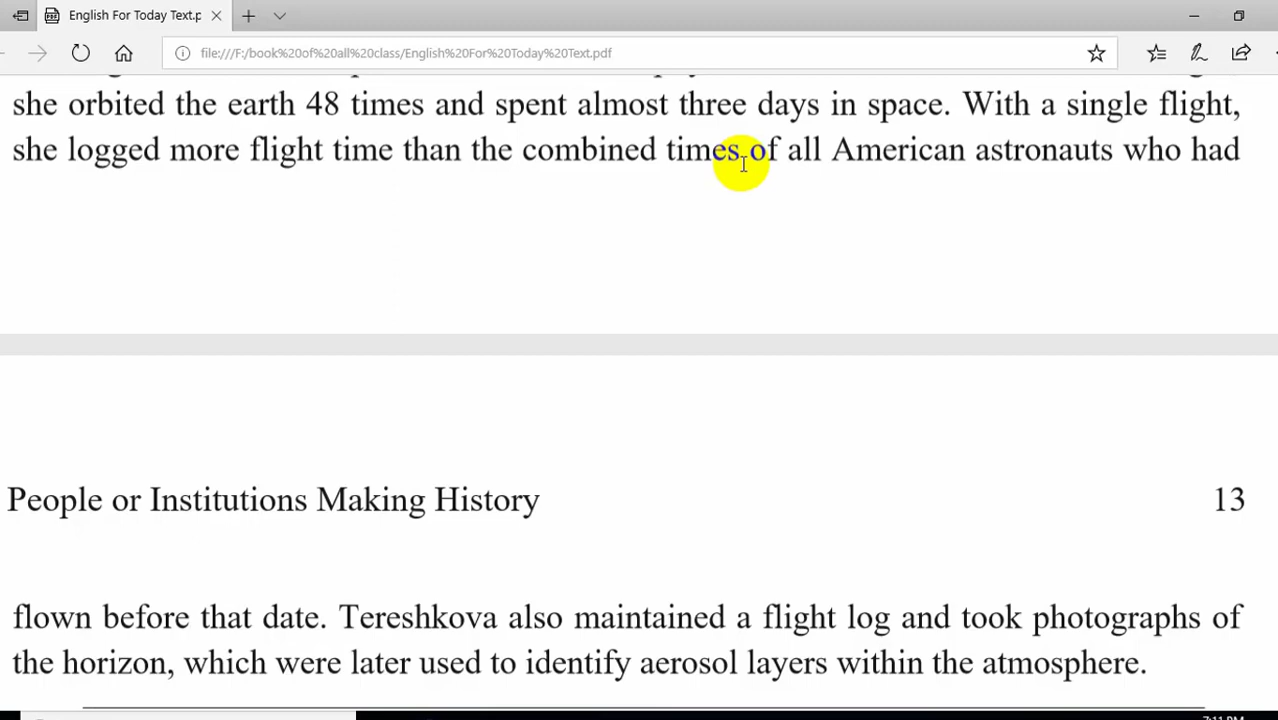 English For Today Text.p
file:///F:/book%20of%20all%20class/English%20For%20Today%20Text.pdf
she orbited the earth 48 times and spent almost three days in space. With a single flight,
she logged more flight time than the combined times of all American astronauts who had
People or Institutions Making History 13
flown before that date. Tereshkova also maintained a flight log and took photographs of
the horizon, which were later used to identify aerosol layers within the atmosphere.